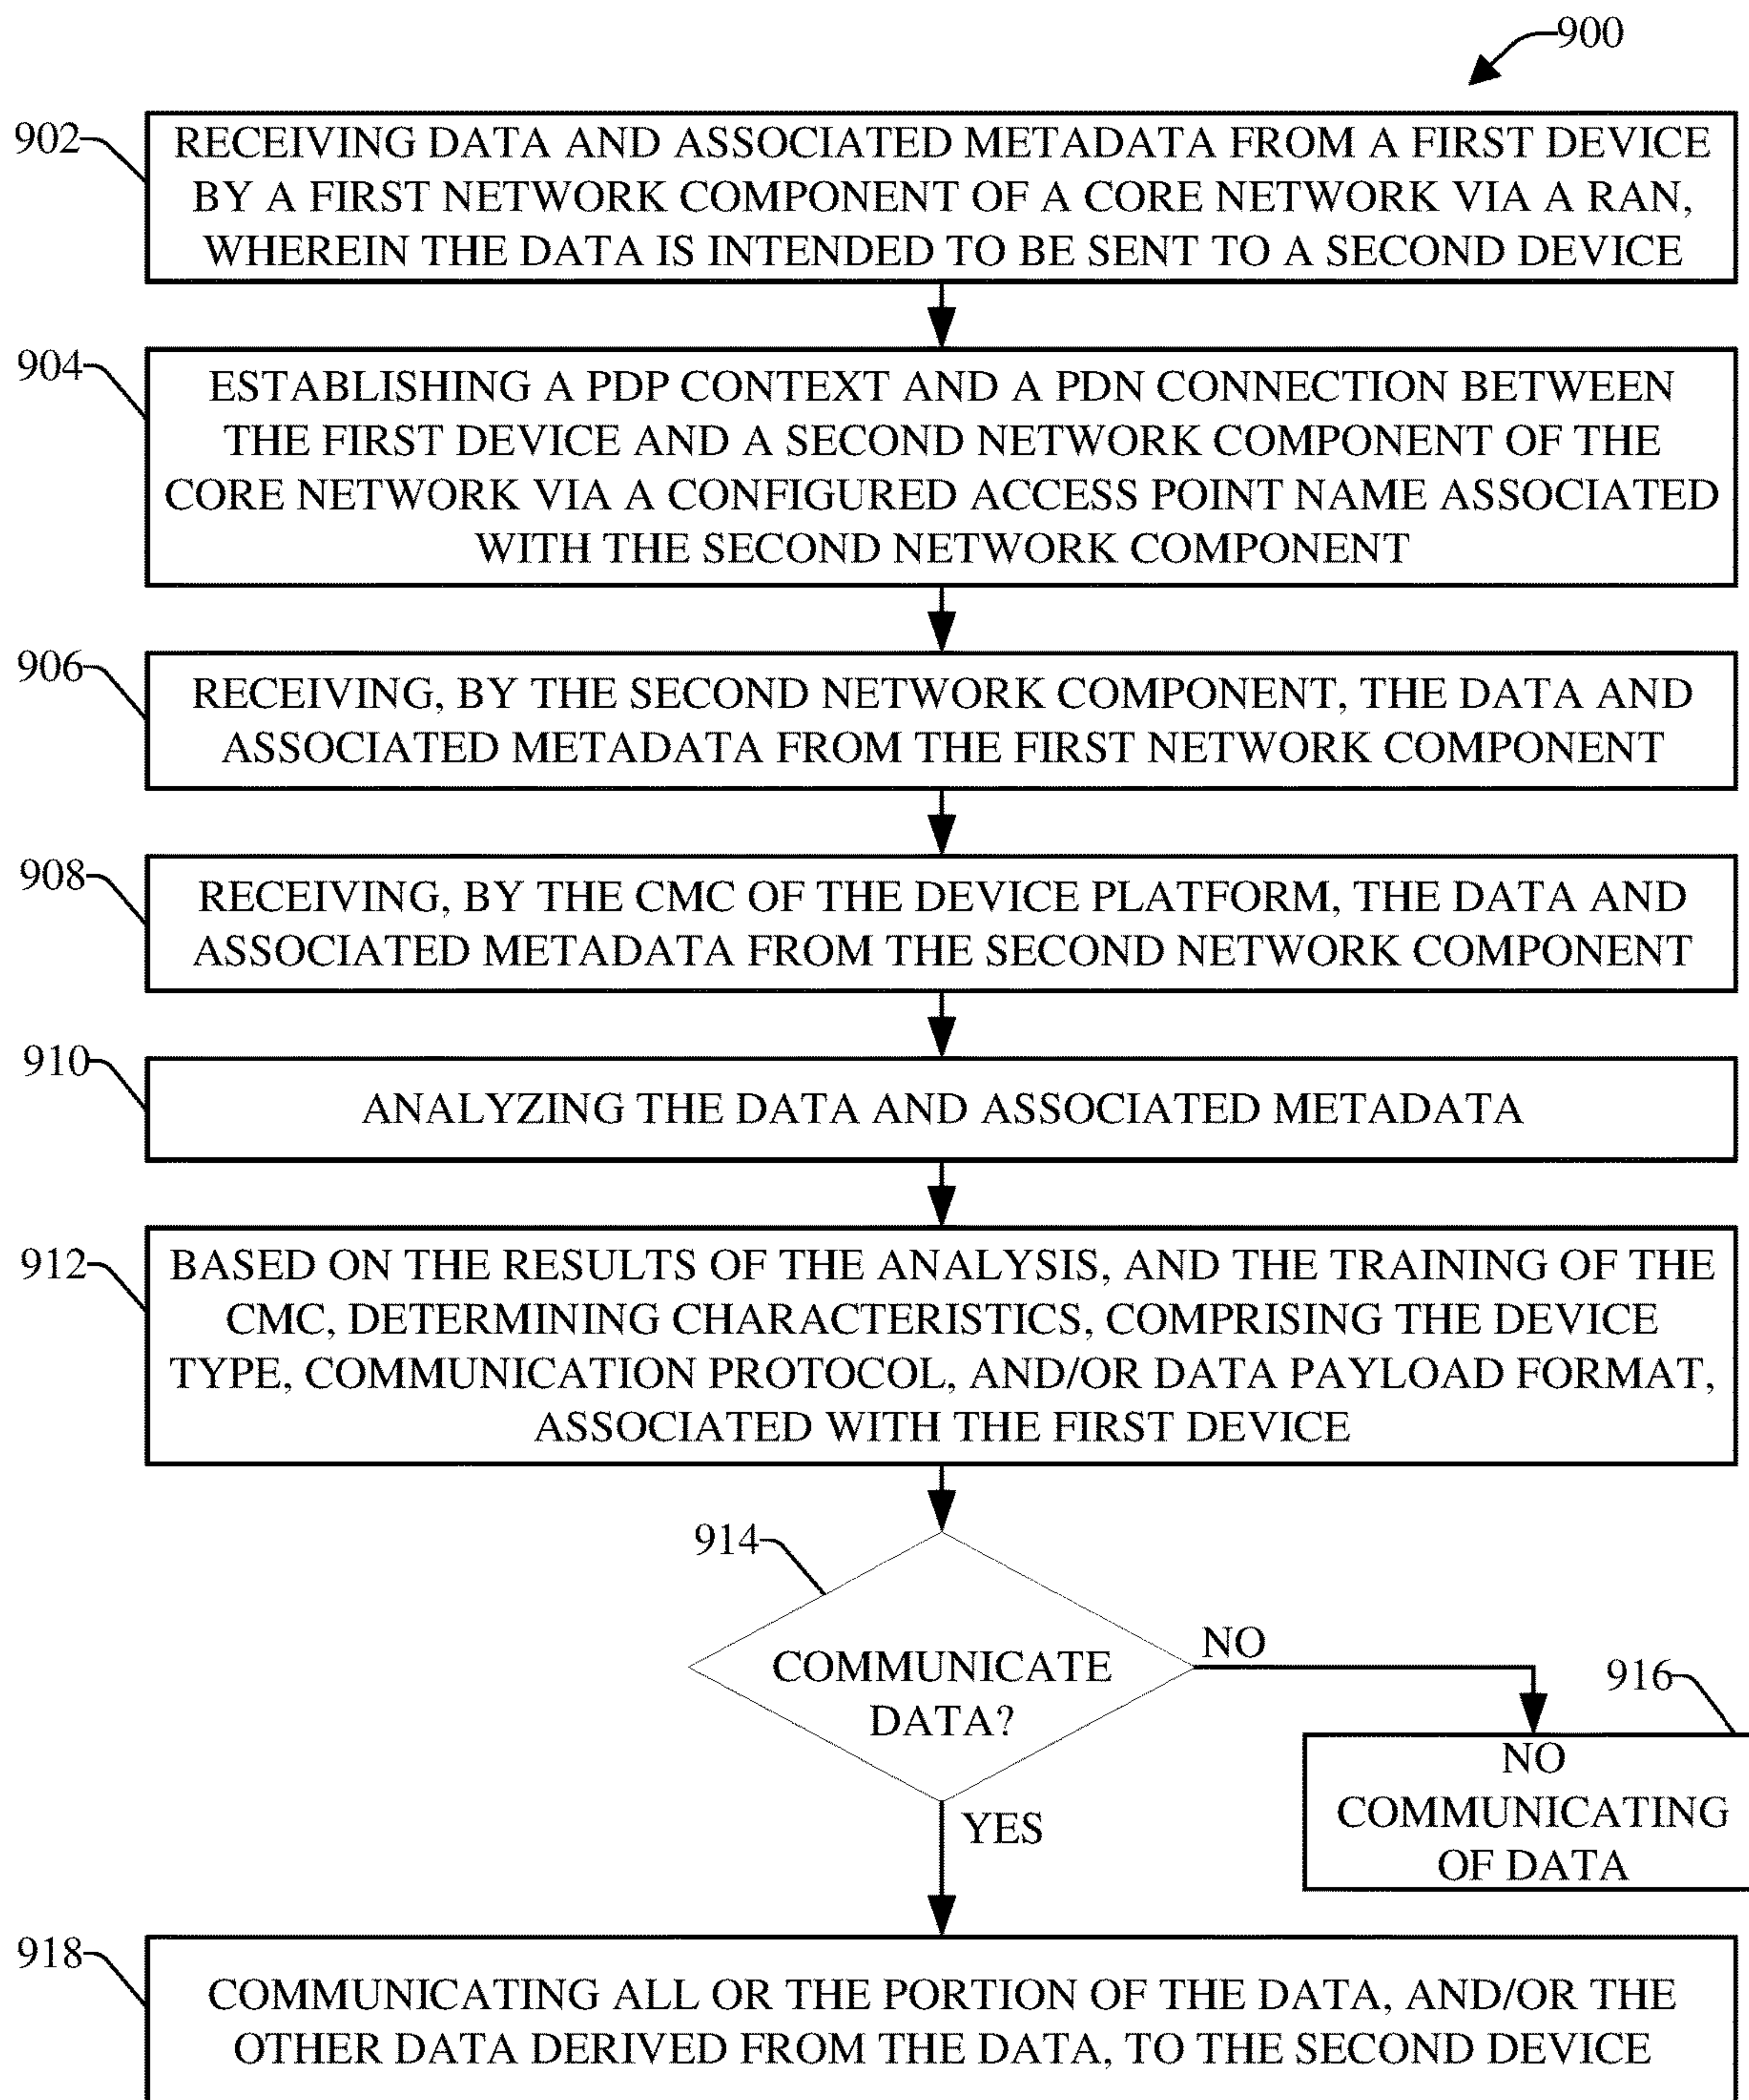 900
902
RECEIVING DATA AND ASSOCIATED METADATA FROM A FIRST DEVICE
BY A FIRST NETWORK COMPONENT OF A CORE NETWORK VIA A RAN,
WHEREIN THE DATA IS INTENDED TO BE SENT TO A SECOND DEVICE
904
ESTABLISHING A PDP CONTEXT AND A PDN CONNECTION BETWEEN
THE FIRST DEVICE AND A SECOND NETWORK COMPONENT OF THE
CORE NETWORK VIA A CONFIGURED ACCESS POINT NAME ASSOCIATED
WITH THE SECOND NETWORK COMPONENT
906
RECEIVING, BY THE SECOND NETWORK COMPONENT, THE DATA AND
ASSOCIATED METADATA FROM THE FIRST NETWORK COMPONENT
908
RECEIVING, BY THE CMC OF THE DEVICE PLATFORM, THE DATA AND
ASSOCIATED METADATA FROM THE SECOND NETWORK COMPONENT
910
ANALYZING THE DATA AND ASSOCIATED METADATA
912
BASED ON THE RESULTS OF THE ANALYSIS, AND THE TRAINING OF THE
CMC, DETERMINING CHARACTERISTICS, COMPRISING THE DEVICE
TYPE, COMMUNICATION PROTOCOL, AND/OR DATA PAYLOAD FORMAT,
ASSOCIATED WITH THE FIRST DEVICE
914
COMMUNICATE
DATA?
NO
916
NO
COMMUNICATING
OF DATA
YES
918
COMMUNICATING ALL OR THE PORTION OF THE DATA, AND/OR THE
OTHER DATA DERIVED FROM THE DATA, TO THE SECOND DEVICE